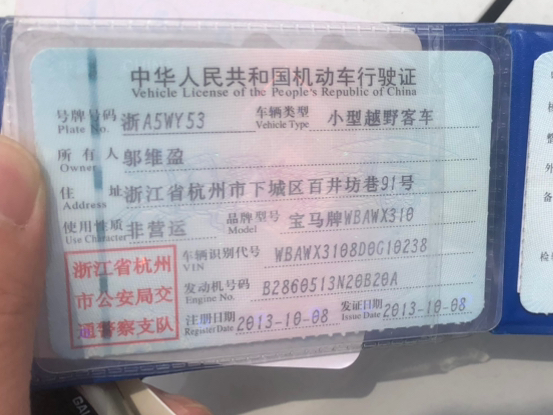 中华人民共和国机动车行驶证
Vehicle License of the People's Republic of China
号牌号码 浙A5WY53 车辆类型 小型越野客车
Plate No. Vehicle Type
所有人 邬维盈
Owner
住址 浙江省杭州市下城区百井坊巷91号
Address
使用性质 非营运 品牌型号 宝马牌WBAWX310
Use Character Model
浙江省杭州市公安局交通警察支队
车辆识别代号 WBAWX3108D0G10238
VIN
发动机号码 B2860513N20B20A
Engine No.
注册日期 2013-10-08 发证日期 2013-10-08
Register Date Issue Date